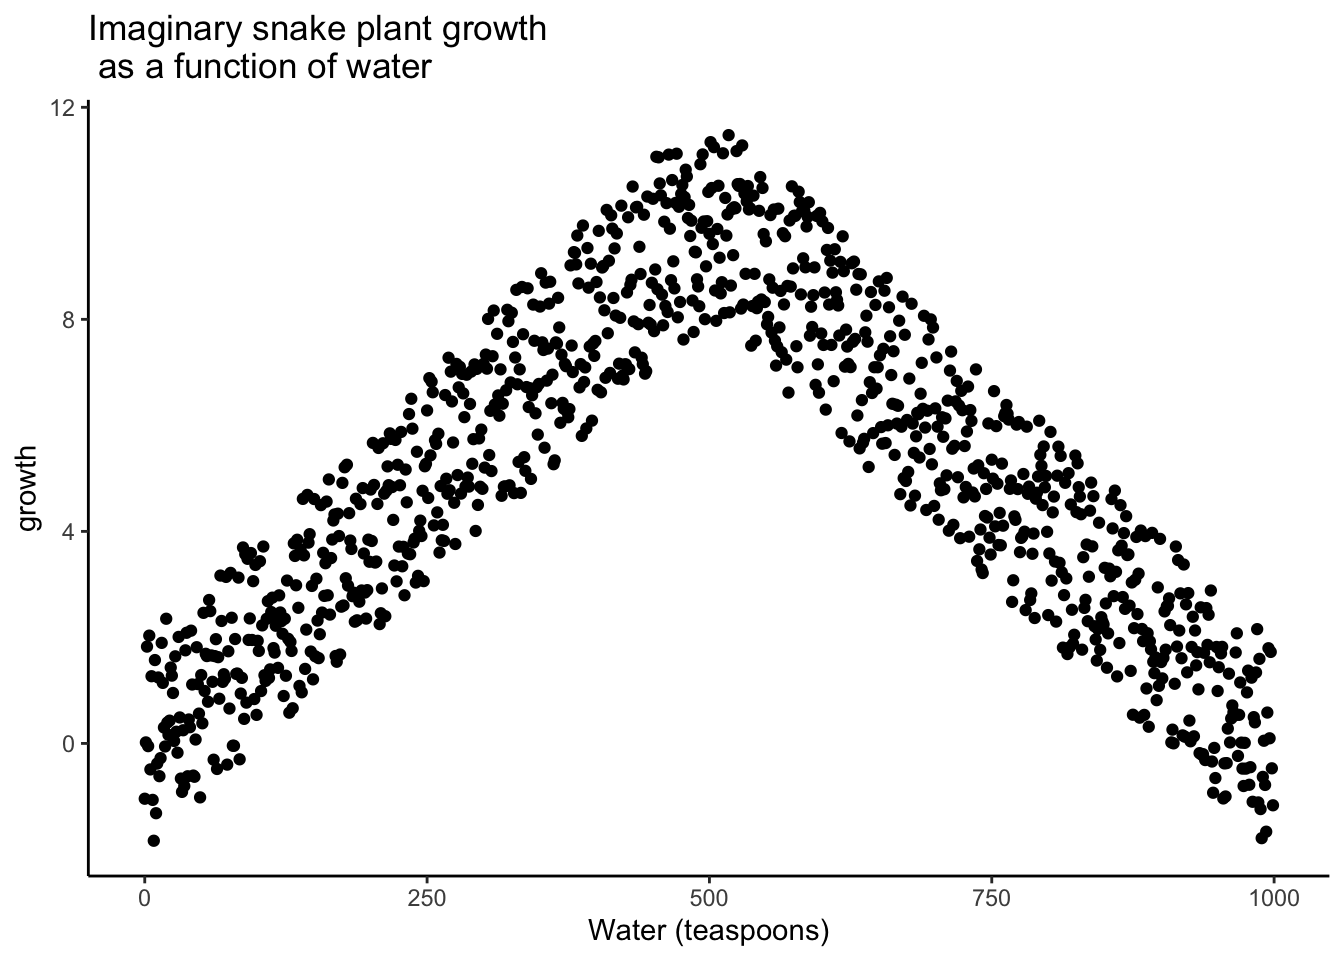 Imaginary snake plant growth
as a function of water
12
8
4
0
growth
0 250 500 750 1000
Water (teaspoons)